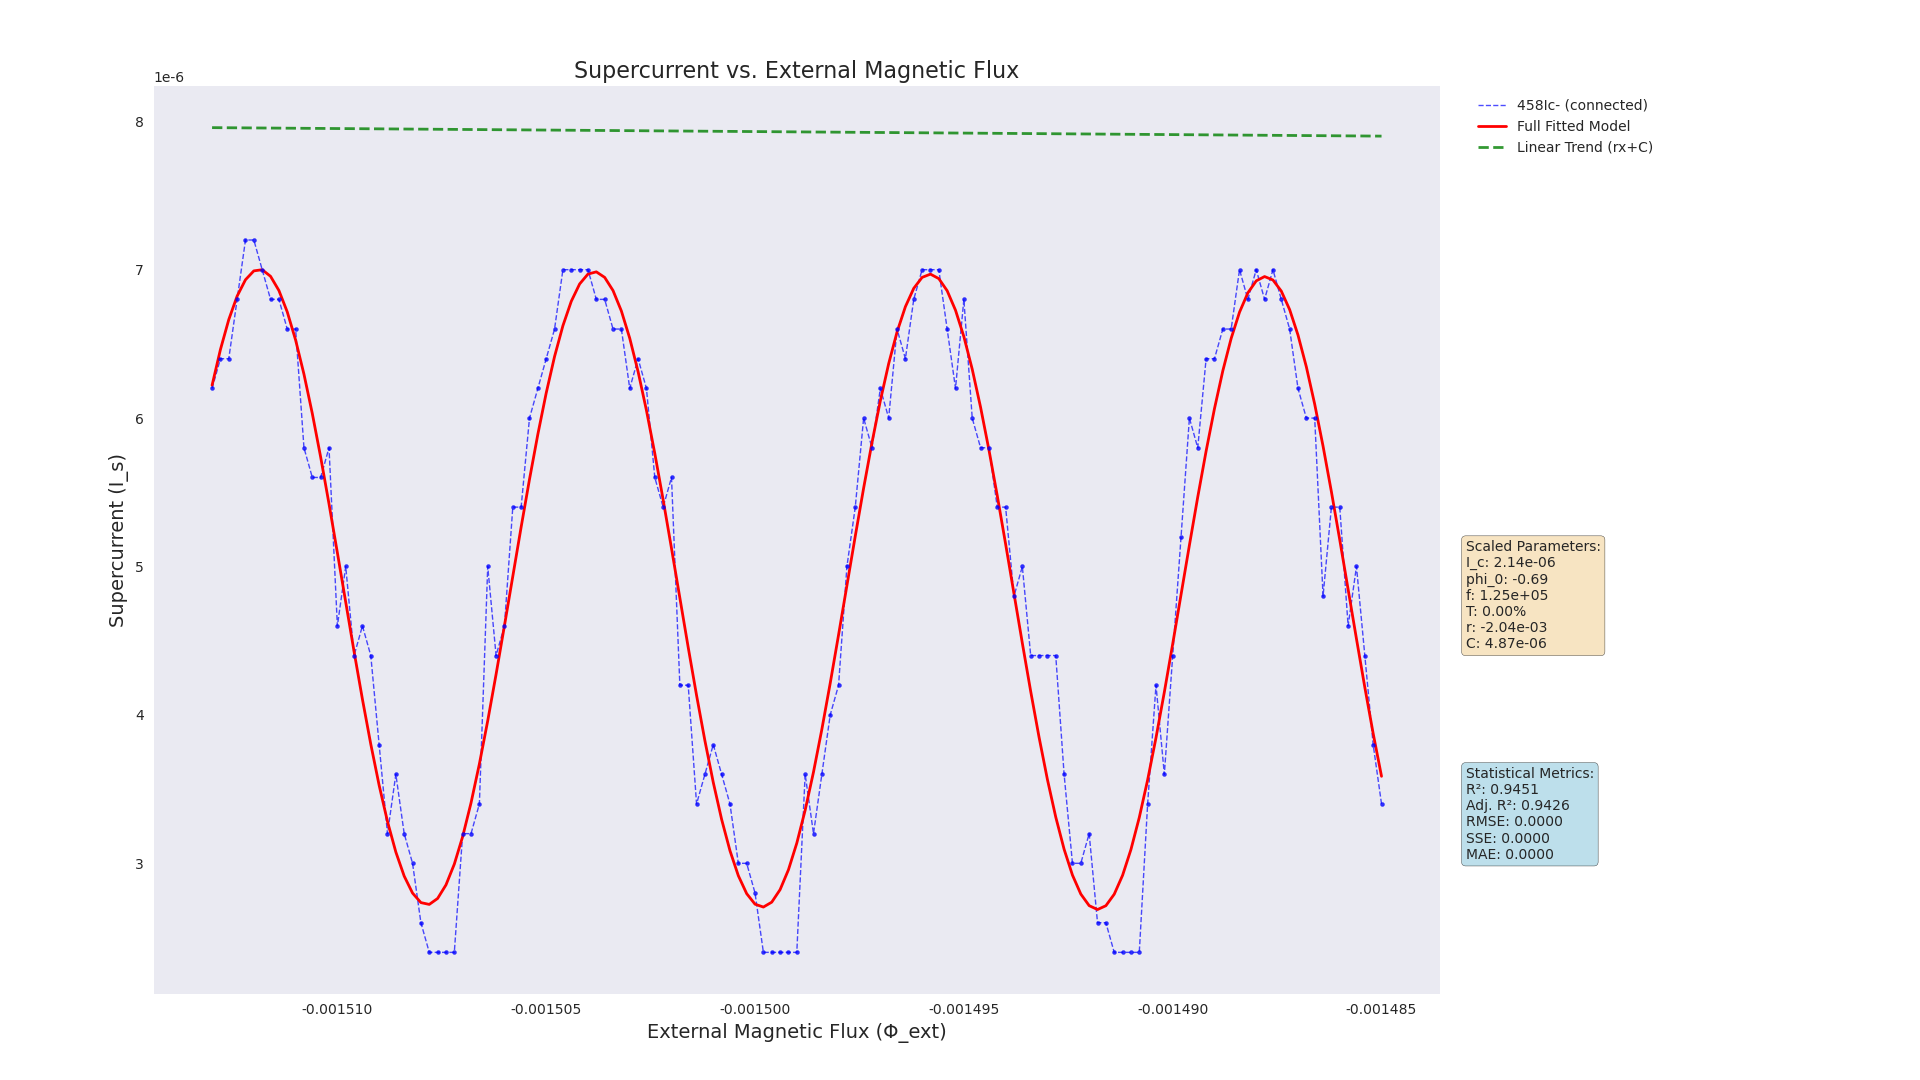 Supercurrent vs. External Magnetic Flux
1e-6
8
7
6
5
4
3
Supercurrent (I_s)
-0.001510
-0.001505
-0.001500
-0.001495
-0.001490
-0.001485
External Magnetic Flux (Φ_ext)
458Ic- (connected)
Full Fitted Model
Linear Trend (rx+C)
Scaled Parameters:
I_c: 2.14e-06
phi_0: -0.69
f: 1.25e+05
T: 0.00%
r: -2.04e-03
C: 4.87e-06
Statistical Metrics:
R²: 0.9451
Adj. R²: 0.9426
RMSE: 0.0000
SSE: 0.0000
MAE: 0.0000